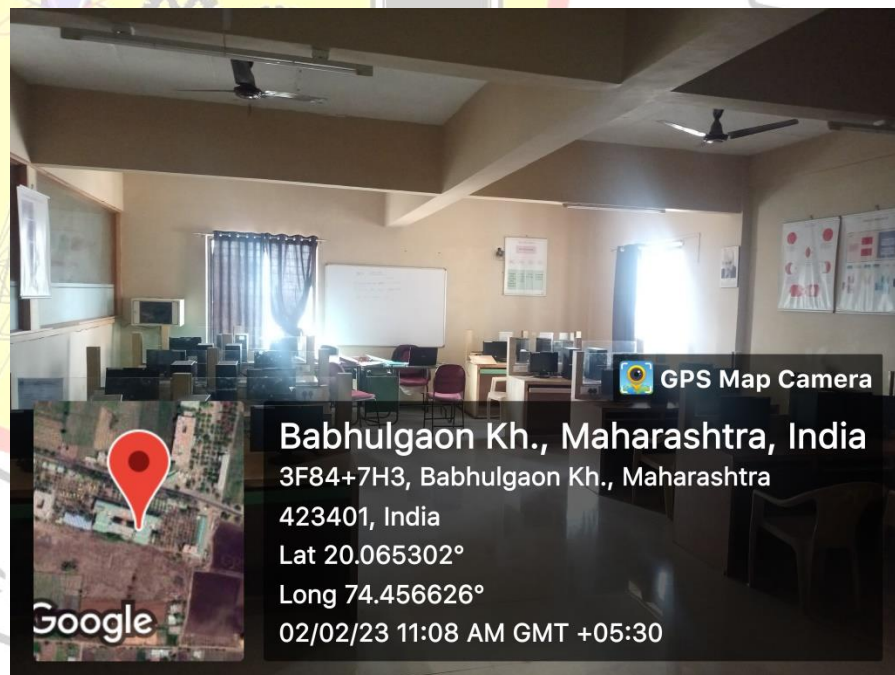 GPS Map Camera
Babhulgaon Kh., Maharashtra, India
3F84+7H3, Babhulgaon Kh., Maharashtra
423401, India
Lat 20.065302°
Long 74.456626°
02/02/23 11:08 AM GMT +05:30
Google